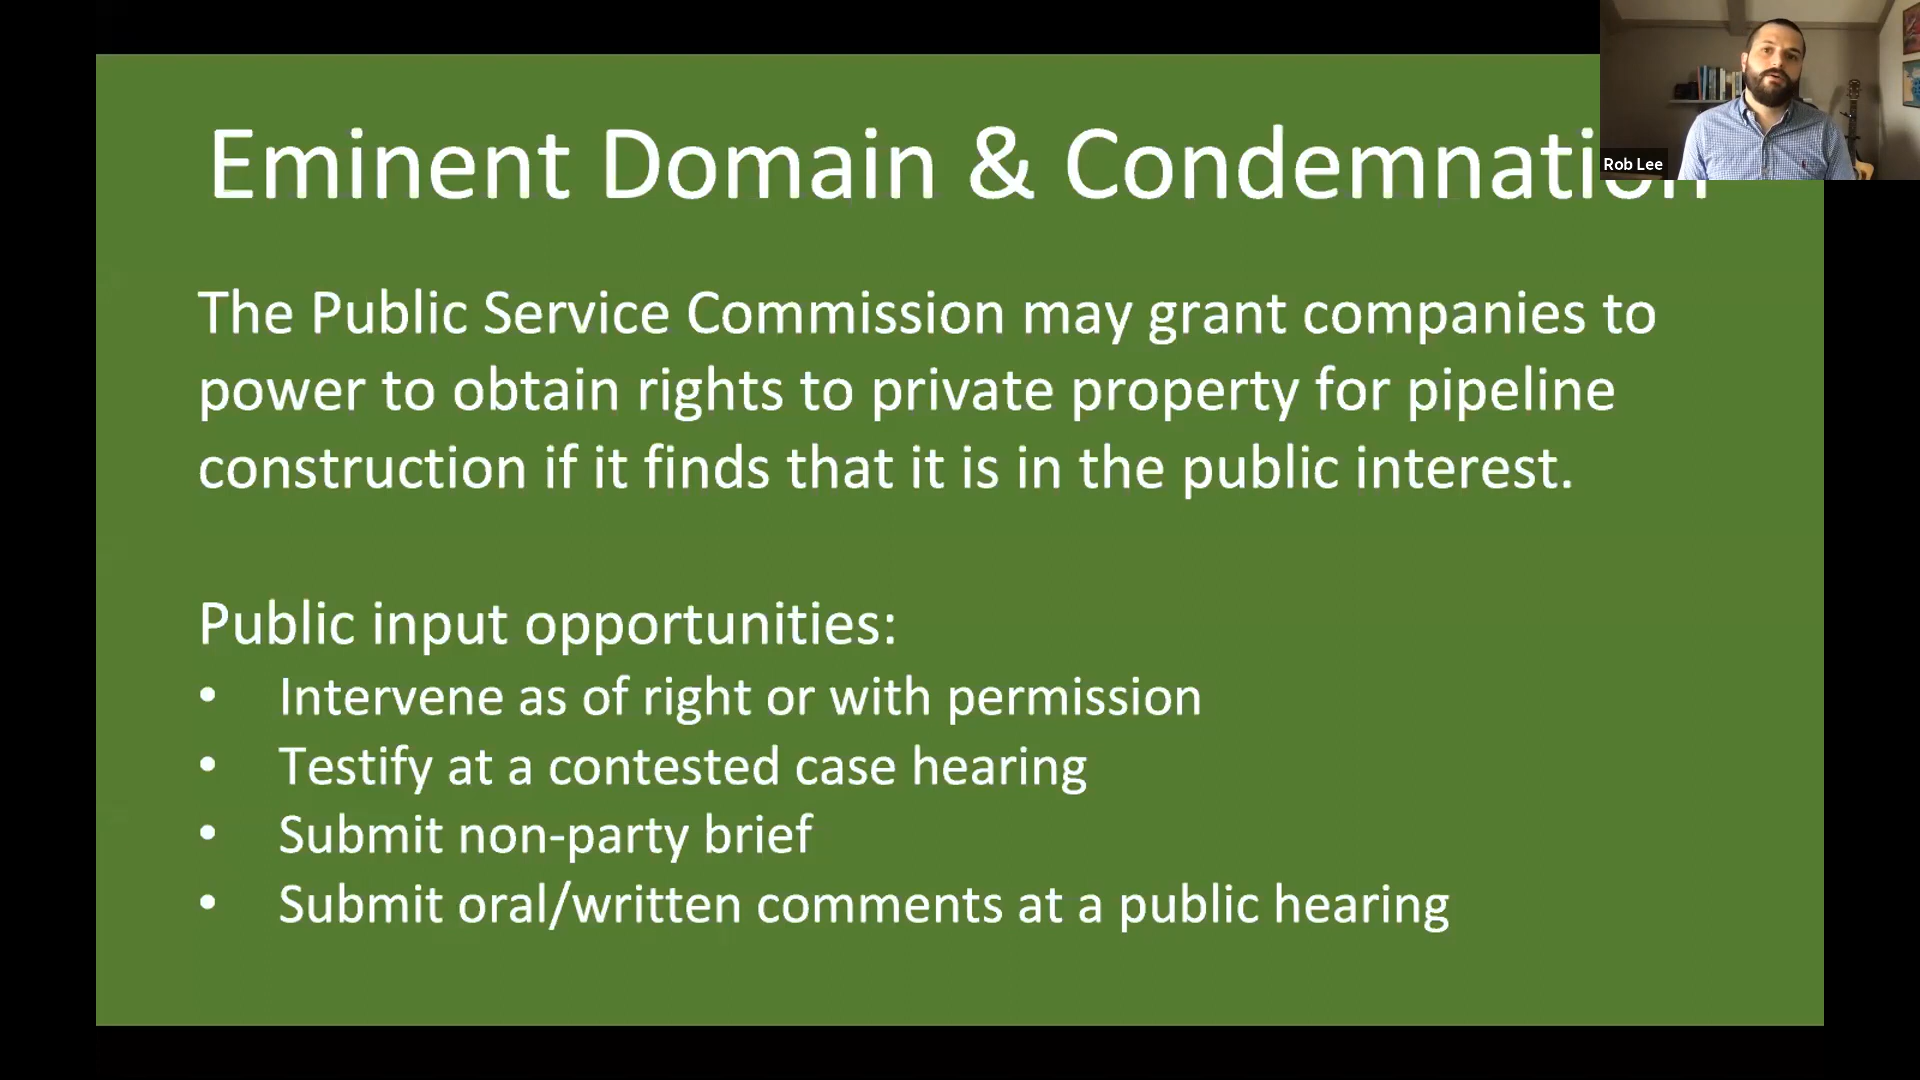 Eminent Domain & Condemnation
Rob Lee
The Public Service Commission may grant companies to
power to obtain rights to private property for pipeline
construction if it finds that it is in the public interest.
Public input opportunities:
• Intervene as of right or with permission
• Testify at a contested case hearing
• Submit non-party brief
• Submit oral/written comments at a public hearing